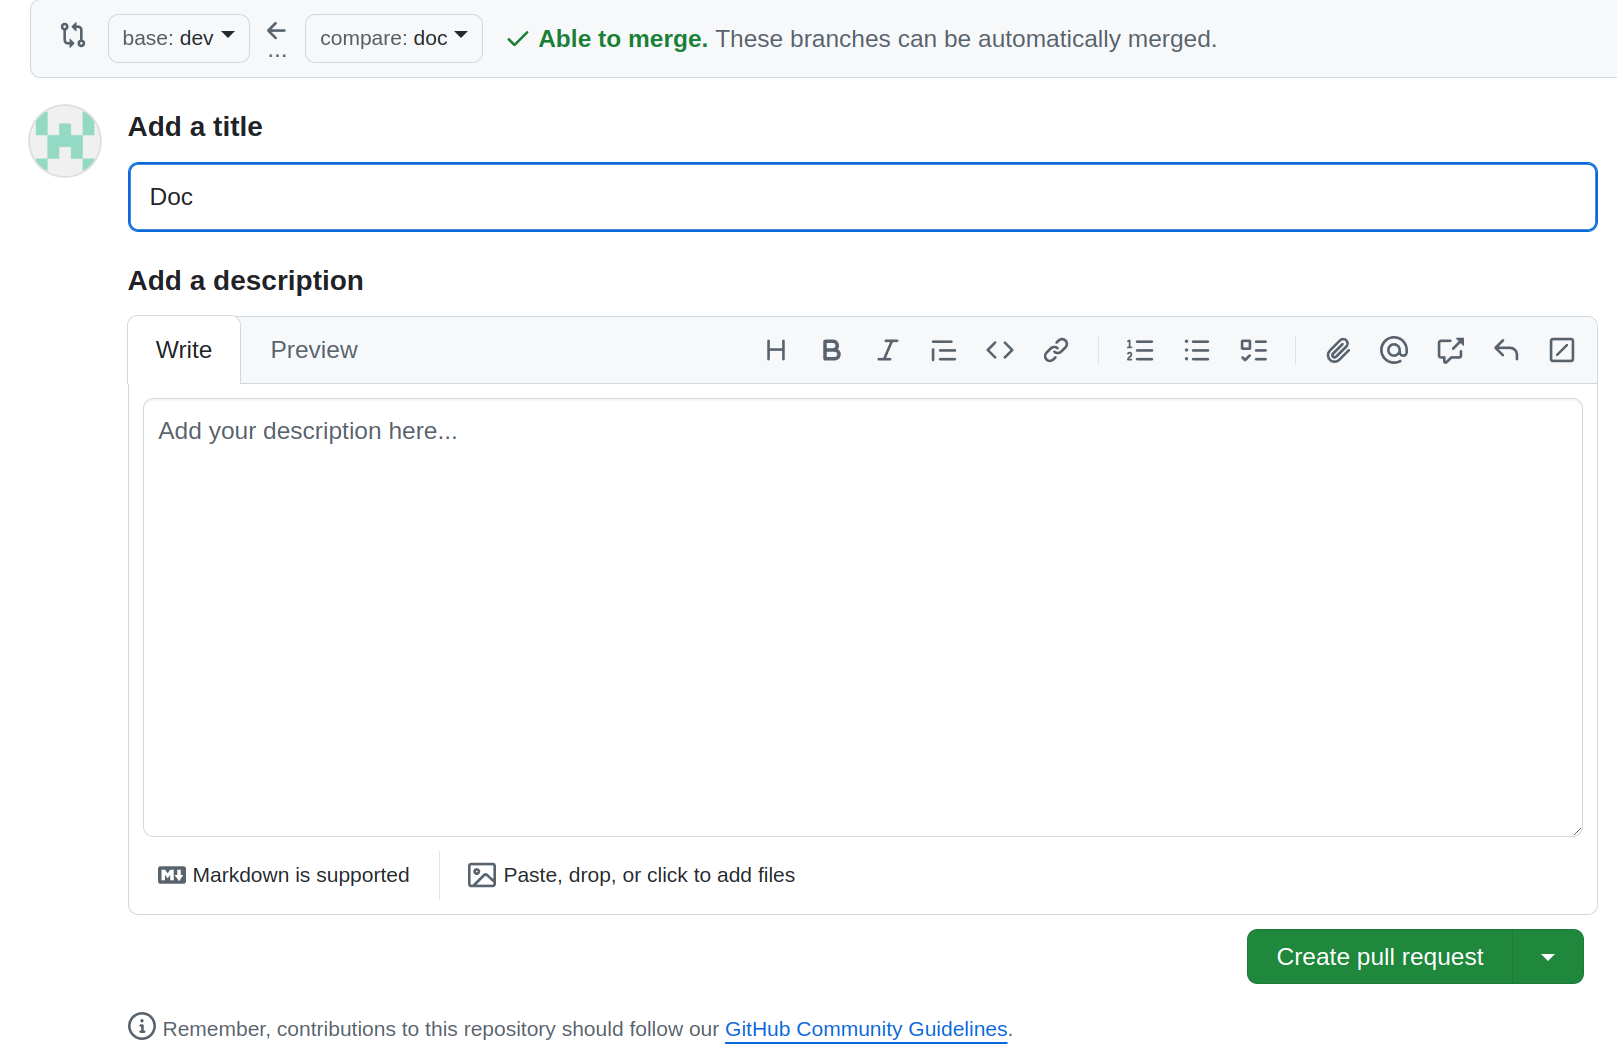 base: dev ... compare: doc Able to merge. These branches can be automatically merged.
Add a title
Doc
Add a description
Write Preview
Add your description here...
Markdown is supported Paste, drop, or click to add files
Create pull request
Remember, contributions to this repository should follow our GitHub Community Guidelines.